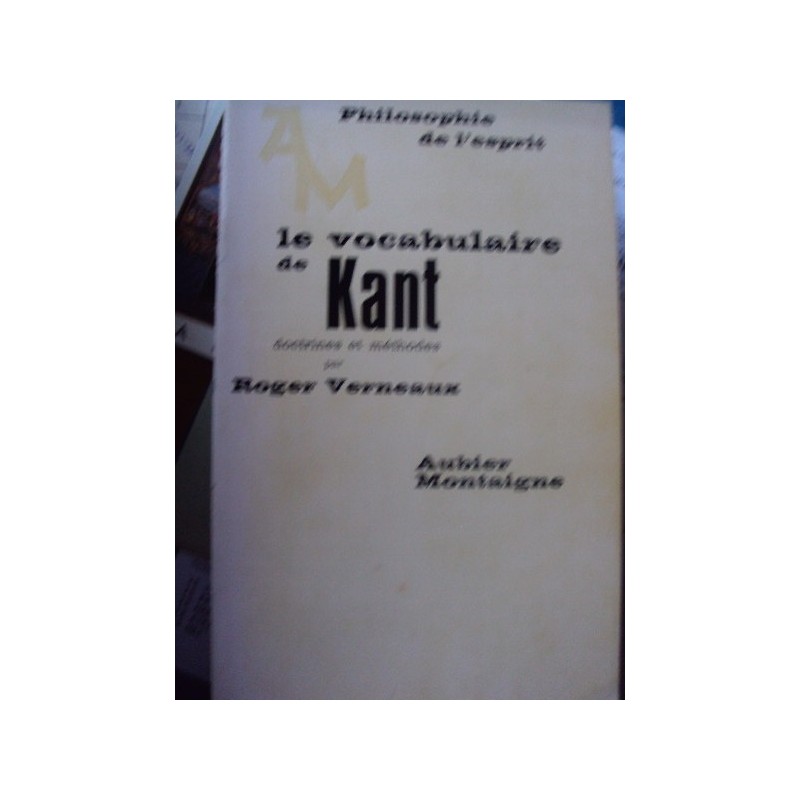 Philosophie
de l'esprit
AM
le vocabulaire
de Kant
doctrines et méthodes
par
Roger Verneaux
Aubier
Montaigne